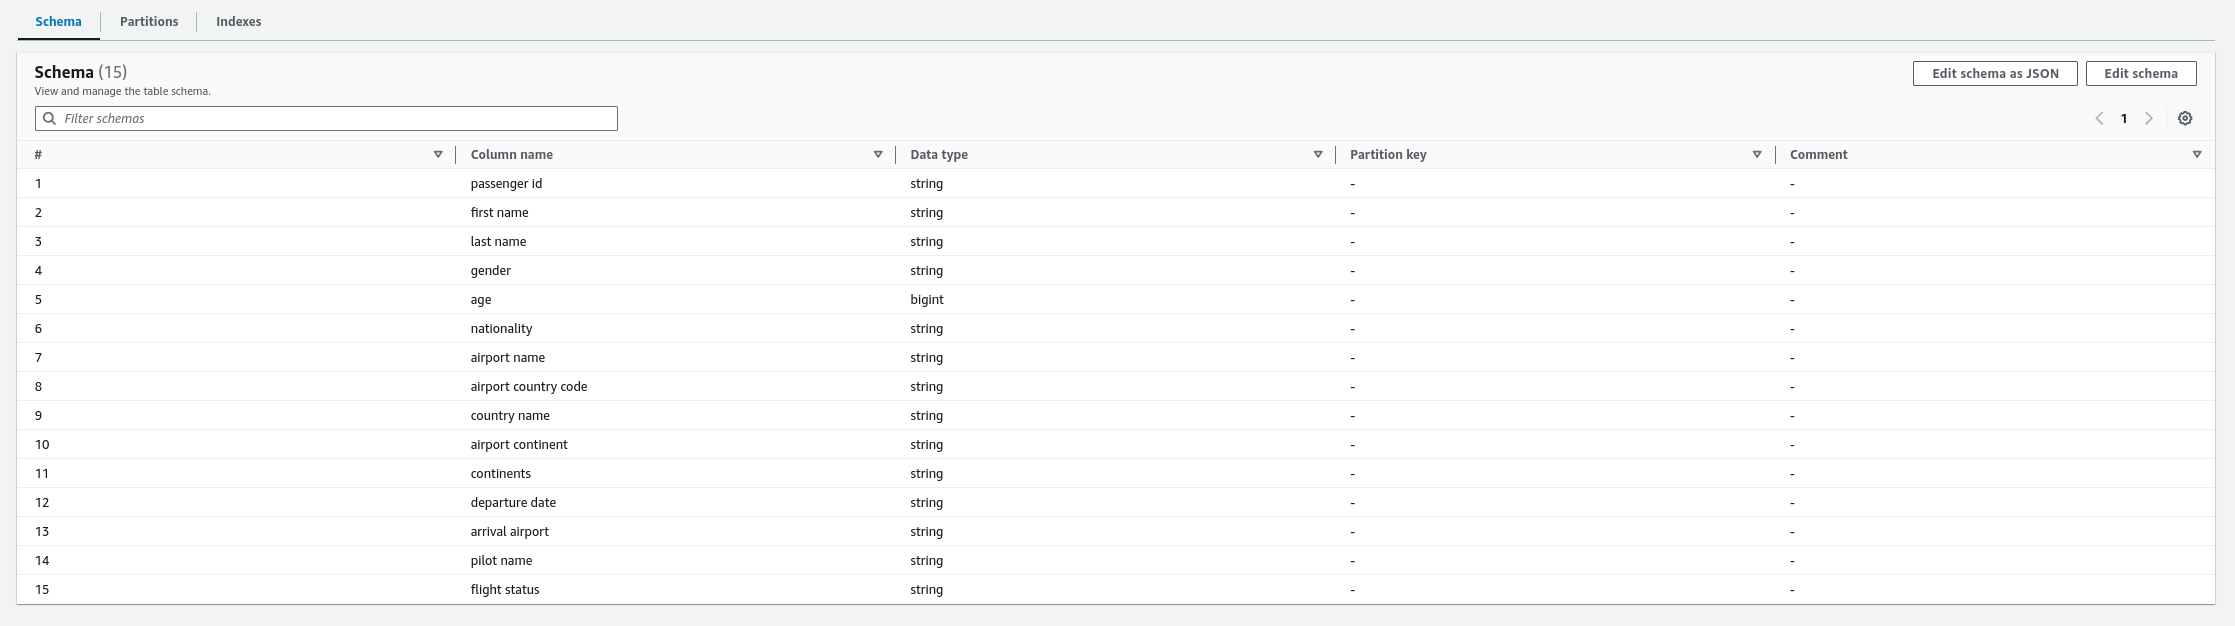 Schema Partitions Indexes
Schema (15)
Edit schema as JSON Edit schema
View and manage the table schema.
Filter schemas
1
# Column name Data type Partition key Comment
1 passenger id string - -
2 first name string - -
3 last name string - -
4 gender string - -
5 age bigint - -
6 nationality string - -
7 airport name string - -
8 airport country code string - -
9 country name string - -
10 airport continent string - -
11 continents string - -
12 departure date string - -
13 arrival airport string - -
14 pilot name string - -
15 flight status string - -